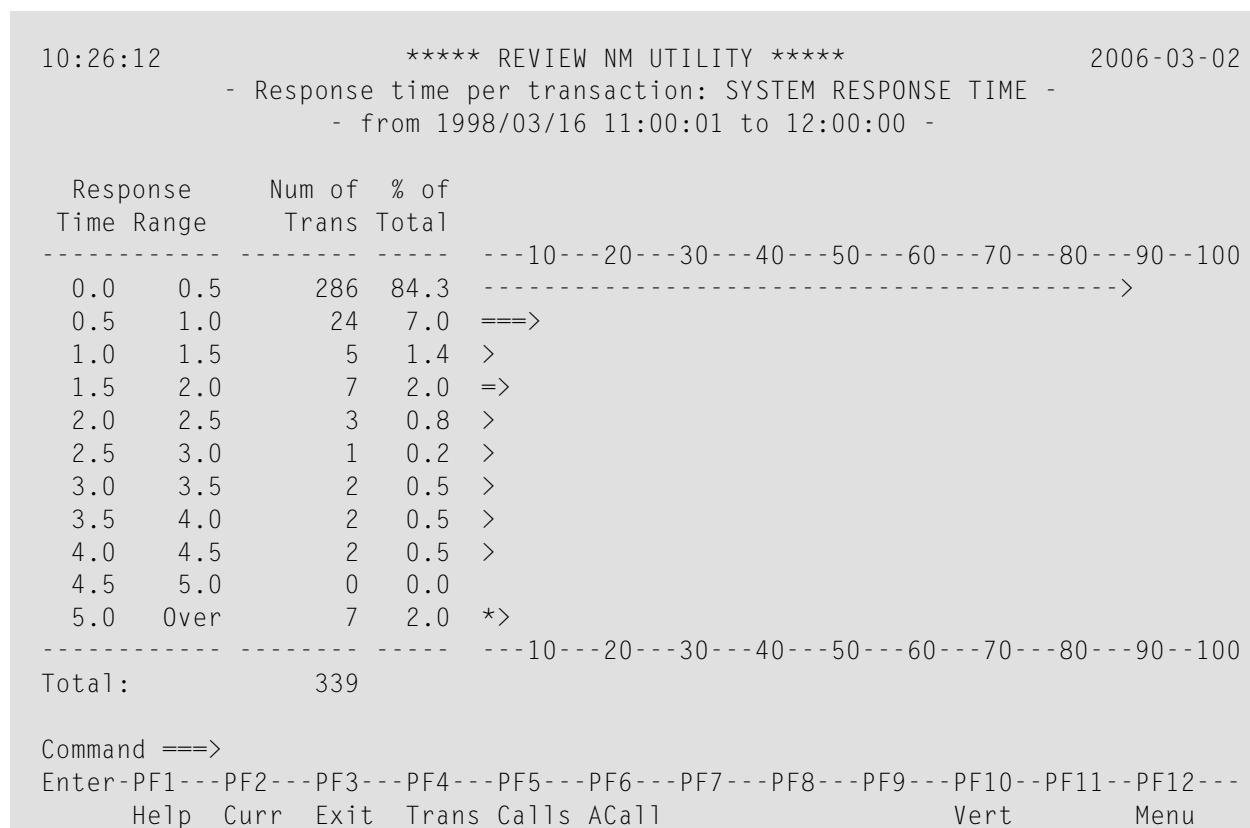 10:26:12                ***** REVIEW NM UTILITY *****                2006-03-02
            - Response time per transaction: SYSTEM RESPONSE TIME -
                   - from 1998/03/16 11:00:01 to 12:00:00 -
  Response     Num of  % of
 Time Range     Trans Total
------------ -------- -----  ---10---20---30---40---50---60---70---80---90--100
  0.0    0.5      286  84.3  ------------------------------------------>
  0.5    1.0       24   7.0  ===>
  1.0    1.5        5   1.4  >
  1.5    2.0        7   2.0  =>
  2.0    2.5        3   0.8  >
  2.5    3.0        1   0.2  >
  3.0    3.5        2   0.5  >
  3.5    4.0        2   0.5  >
  4.0    4.5        2   0.5  >
  4.5    5.0        0   0.0
  5.0   Over        7   2.0  *>
------------ -------- -----  ---10---20---30---40---50---60---70---80---90--100
Total:            339
Command ===>
Enter-PF1---PF2---PF3---PF4---PF5---PF6---PF7---PF8---PF9---PF10--PF11--PF12---
      Help  Curr  Exit  Trans Calls ACall                   Vert        Menu